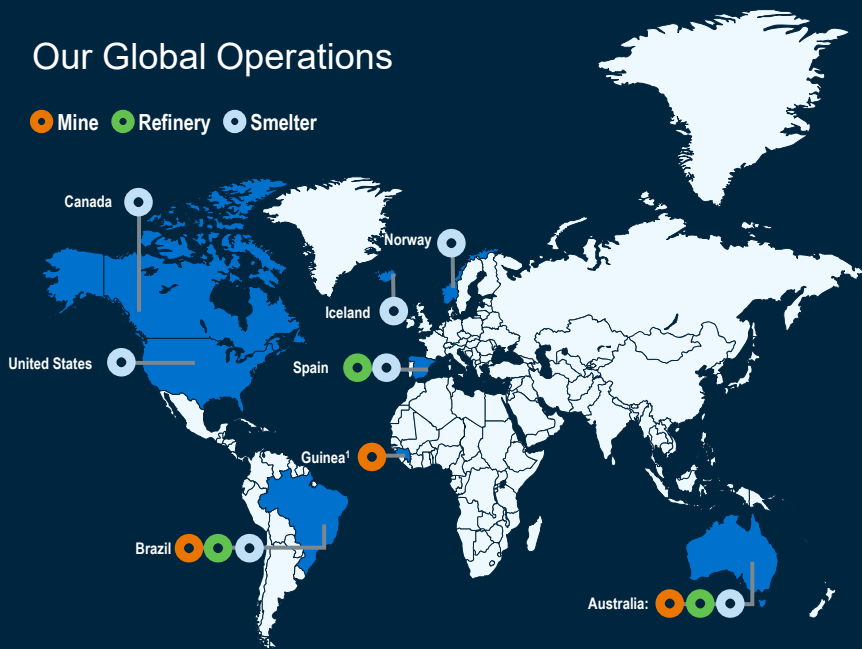 Our Global Operations
Mine Refinery Smelter
Canada
Norway
Iceland
United States
Spain
Guinea¹
Brazil
Australia: